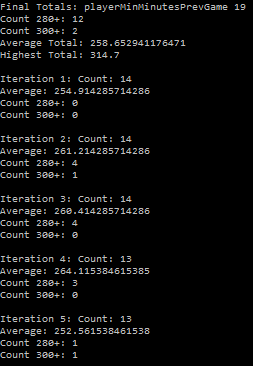 Final Totals: playerMinMinutesPrevGame 19
Count 280+: 12
Count 300+: 2
Average Total: 258.652941176471
Highest Total: 314.7
Iteration 1: Count: 14
Average: 254.914285714286
Count 280+: 0
Count 300+: 0
Iteration 2: Count: 14
Average: 261.214285714286
Count 280+: 4
Count 300+: 1
Iteration 3: Count: 14
Average: 260.414285714286
Count 280+: 4
Count 300+: 0
Iteration 4: Count: 13
Average: 264.115384615385
Count 280+: 3
Count 300+: 0
Iteration 5: Count: 13
Average: 252.561538461538
Count 280+: 1
Count 300+: 1